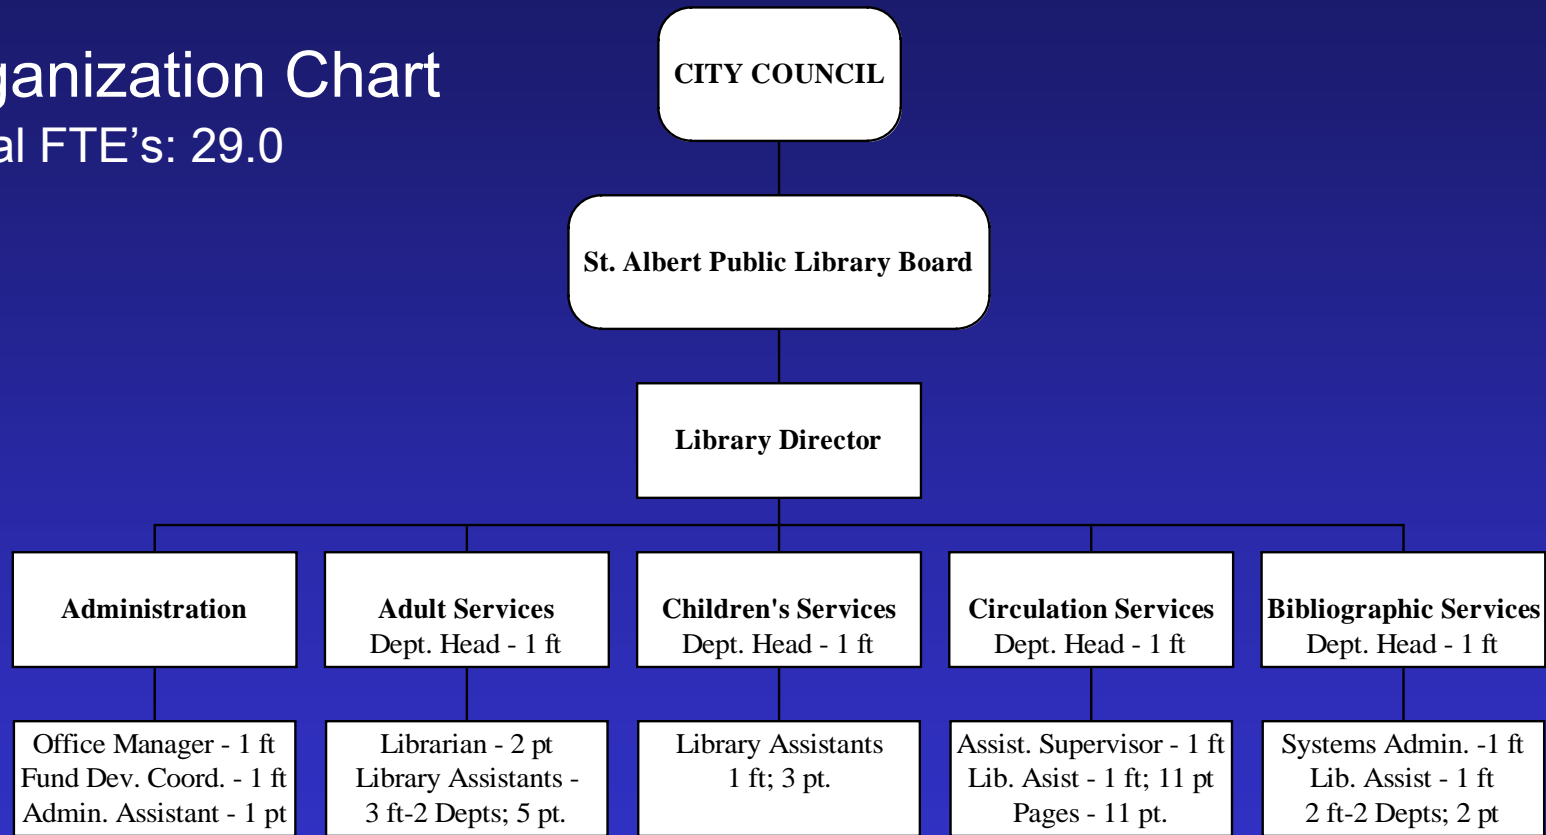 ganization Chart
al FTE's: 29.0
CITY COUNCIL
St. Albert Public Library Board
Library Director
Administration
Adult Services
Dept. Head - 1 ft
Children's Services
Dept. Head - 1 ft
Circulation Services
Dept. Head - 1 ft
Bibliographic Services
Dept. Head - 1 ft
Office Manager - 1 ft
Fund Dev. Coord. - 1 ft
Admin. Assistant - 1 pt
Librarian - 2 pt
Library Assistants -
3 ft-2 Depts; 5 pt.
Library Assistants
1 ft; 3 pt.
Assist. Supervisor - 1 ft
Lib. Asist - 1 ft; 11 pt
Pages - 11 pt.
Systems Admin. -1 ft
Lib. Assist - 1 ft
2 ft-2 Depts; 2 pt